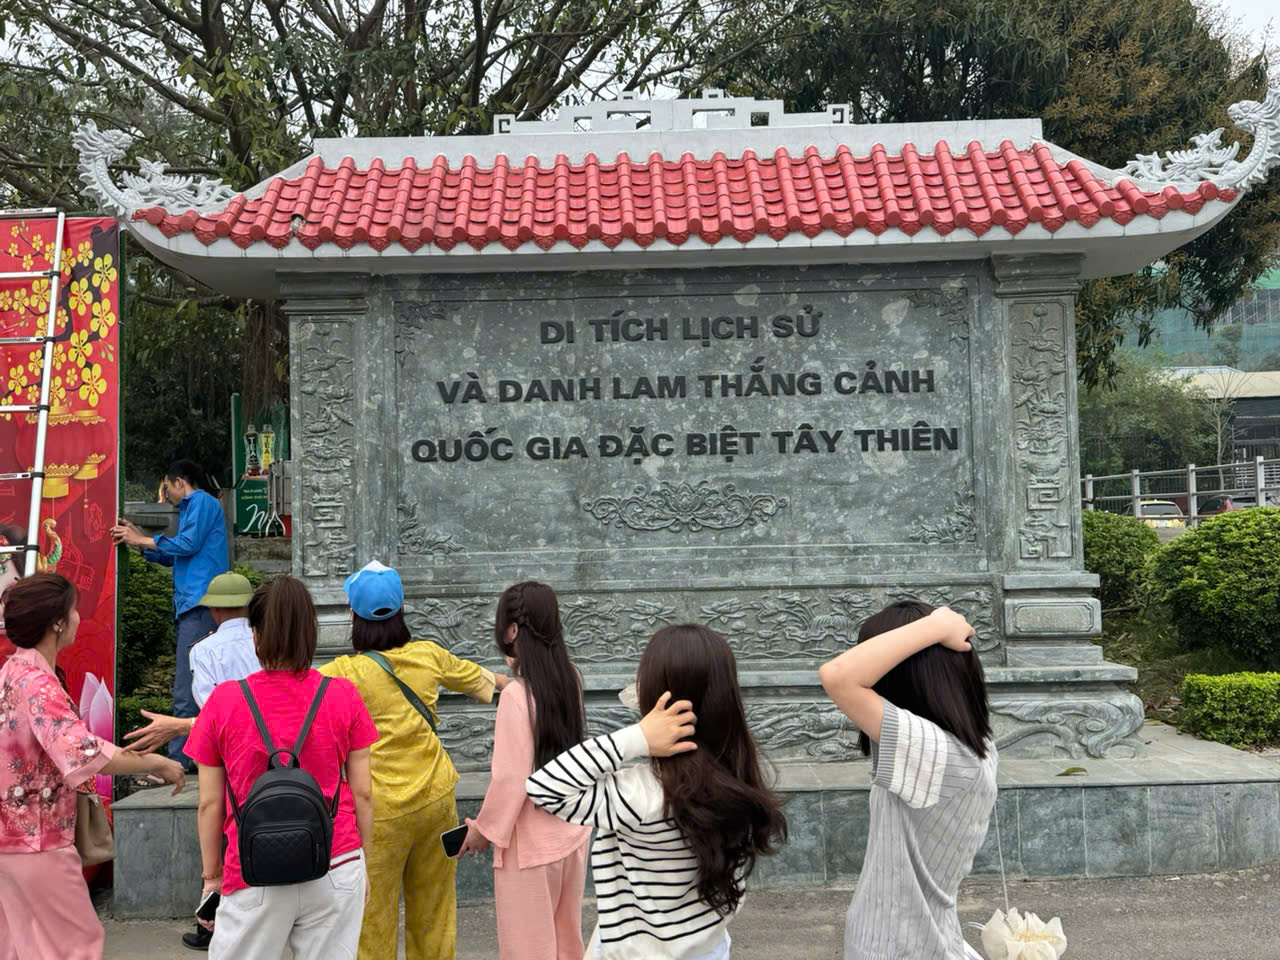 DI TÍCH LỊCH SỬ
VÀ DANH LAM THẮNG CẢNH
QUỐC GIA ĐẶC BIỆT TÂY THIÊN